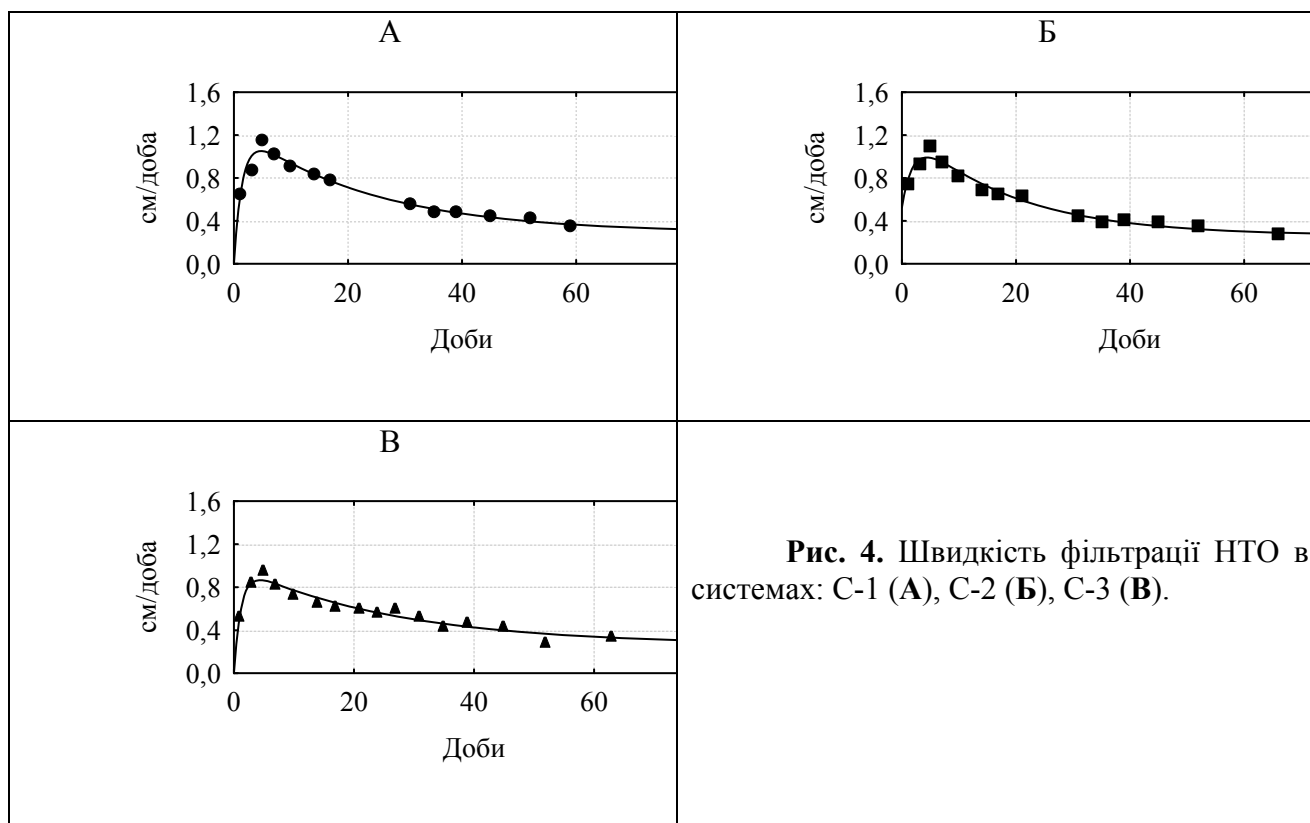 А
см/доба
1,6
1,2
0,8
0,4
0,0
0 20 40 60
Доби
Б
см/доба
1,6
1,2
0,8
0,4
0,0
0 20 40 60
Доби
В
см/доба
1,6
1,2
0,8
0,4
0,0
0 20 40 60
Доби
Рис. 4. Швидкість фільтрації НТО в
системах: С-1 (А), С-2 (Б), С-3 (В).